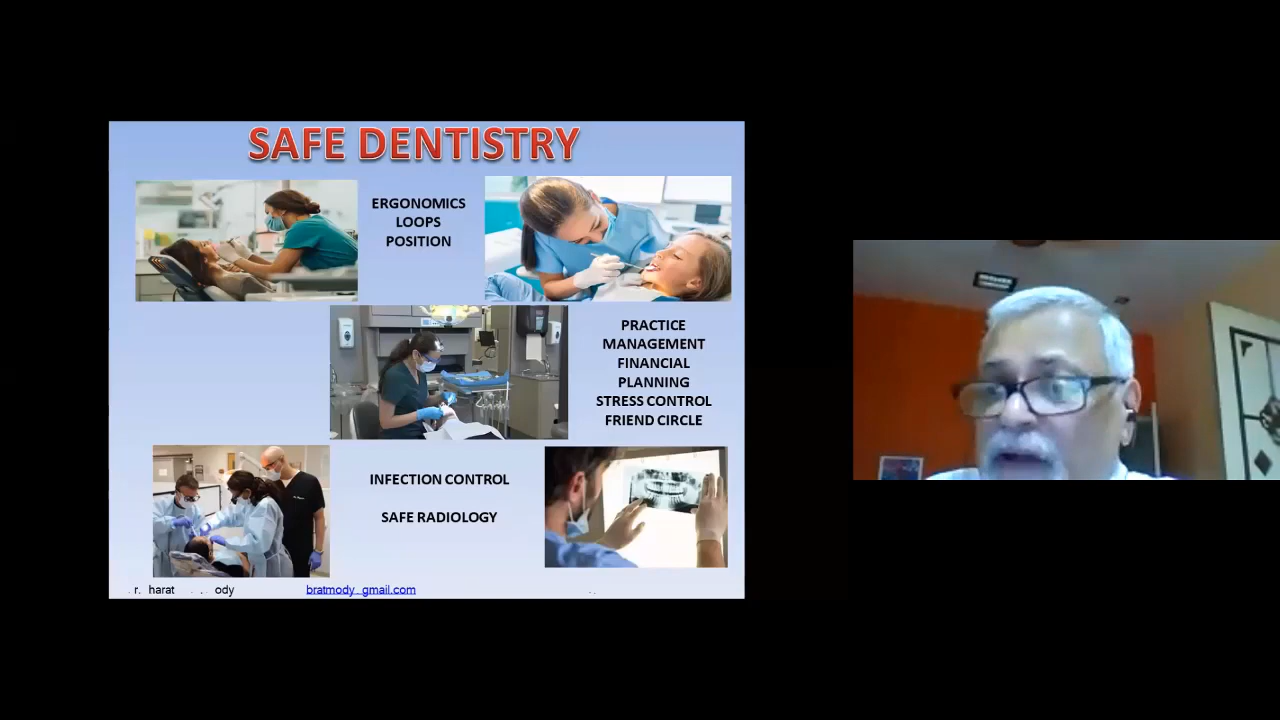 SAFE DENTISTRY
ERGONOMICS
LOOPS
POSITION
PRACTICE
MANAGEMENT
FINANCIAL
PLANNING
STRESS CONTROL
FRIEND CIRCLE
INFECTION CONTROL
SAFE RADIOLOGY
r. harat ody bratmody gmail.com